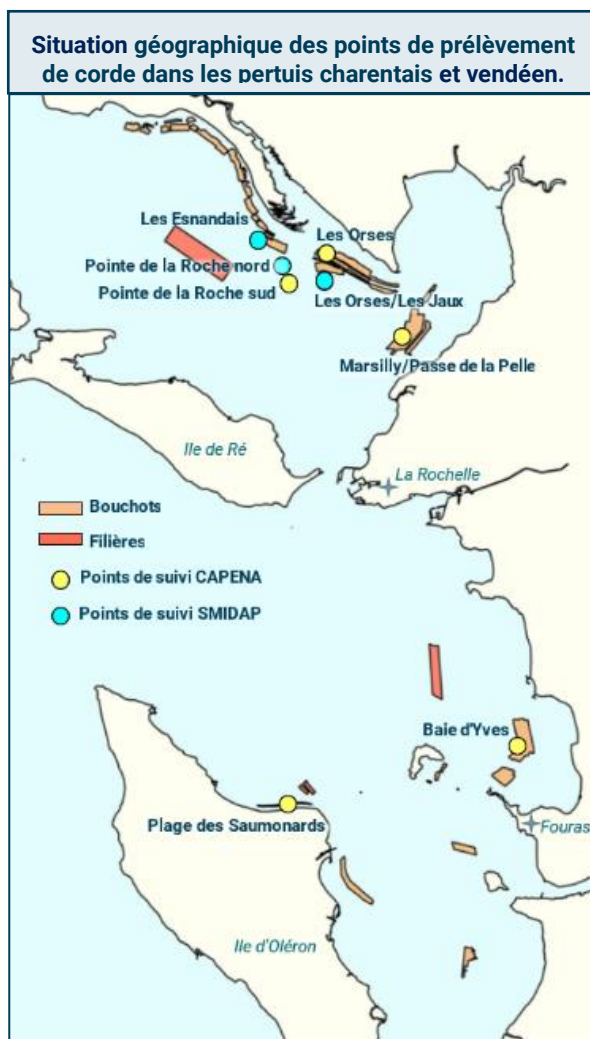 Situation géographique des points de prélèvement
de corde dans les pertuis charentais et vendéen.
Les Esnandais
Les Orses
Pointe de la Roche nord
Pointe de la Roche sud
Les Orses/Les Jaux
Marsilly/Passe de la Pelle
Ile de Ré
La Rochelle
Bouchots
Filières
Points de suivi CAPENA
Points de suivi SMIDAP
Baie d'Yves
Plage des Saumonards
Fouras
Ile d'Oléron